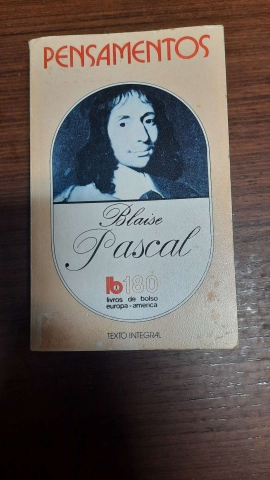 PENSAMENTOS
Blaise
Pascal
lb 180
livros de bolso
europa-america
TEXTO INTEGRAL